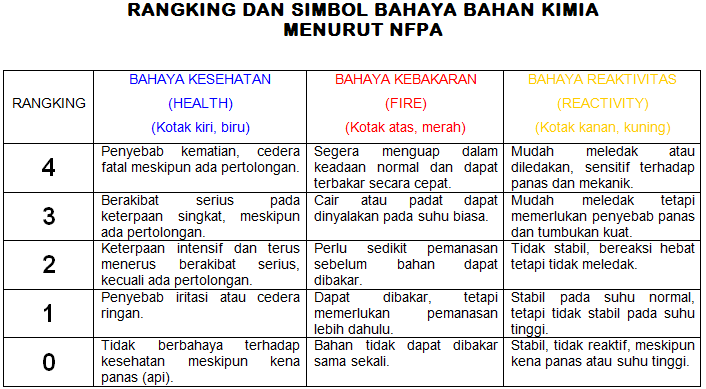 RANGKING DAN SIMBOL BAHAYA BAHAN KIMIA
MENURUT NFPA
RANGKING
BAHAYA KESEHATAN
(HEALTH)
(Kotak kiri, biru)
BAHAYA KEBAKARAN
(FIRE)
(Kotak atas, merah)
BAHAYA REAKTIVITAS
(REACTIVITY)
(Kotak kanan, kuning)
4
Penyebab kematian, cedera
fatal meskipun ada pertolongan.
Segera menguap dalam
keadaan normal dan dapat
terbakar secara cepat.
Mudah meledak atau
diledakan, sensitif terhadap
panas dan mekanik.
3
Berakibat serius pada
keterpaan singkat, meskipun
ada pertolongan.
Cair atau padat dapat
dinyalakan pada suhu biasa.
Mudah meledak tetapi
memerlukan penyebab panas
dan tumbukan kuat.
2
Keterpaan intensif dan terus
menerus berakibat serius,
kecuali ada pertolongan.
Perlu sedikit pemanasan
sebelum bahan dapat
dibakar.
Tidak stabil, bereaksi hebat
tetapi tidak meledak.
1
Penyebab iritasi atau cedera
ringan.
Dapat dibakar, tetapi
memerlukan pemanasan
lebih dahulu.
Stabil pada suhu normal,
tetapi tidak stabil pada suhu
tinggi.
0
Tidak berbahaya terhadap
kesehatan meskipun kena
panas (api).
Bahan tidak dapat dibakar
sama sekali.
Stabil, tidak reaktif, meskipun
kena panas atau suhu tinggi.